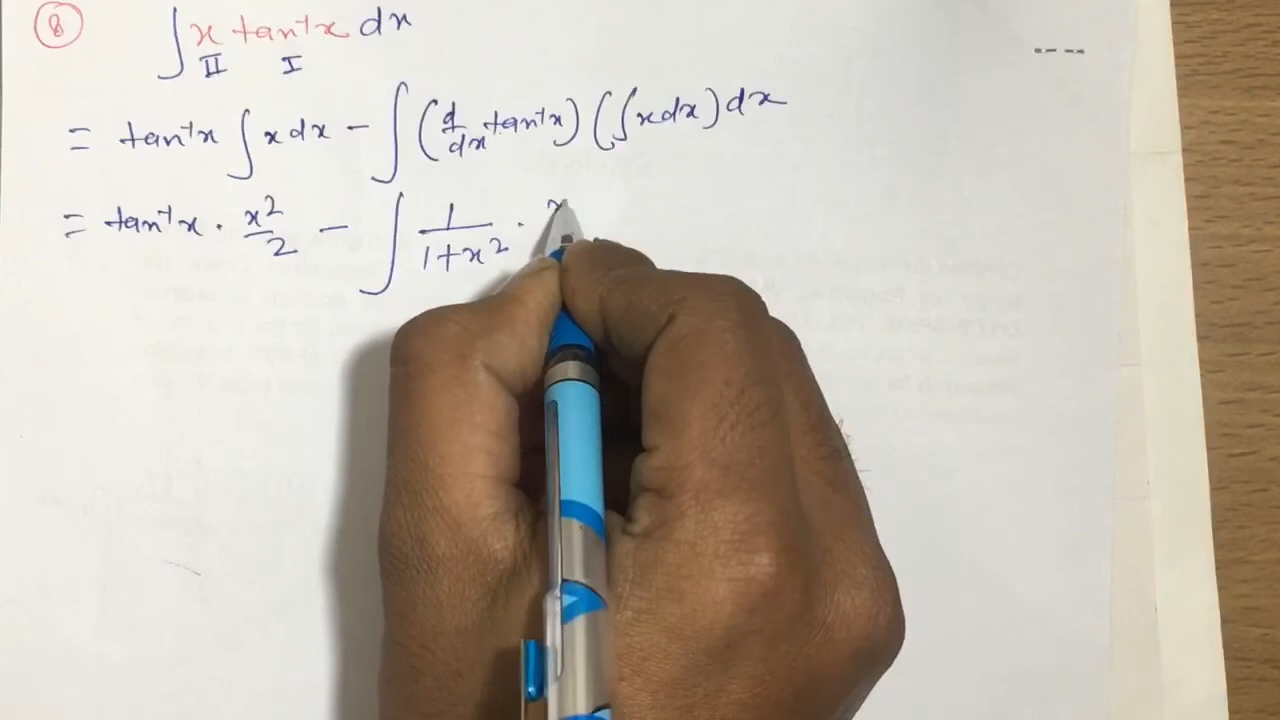 ⑧ ∫ x tan⁻¹x dx
II I
= tan⁻¹x ∫ x dx − ∫ (d/dx tan⁻¹x) (∫x dx) dx
= tan⁻¹x · x²/2 − ∫ 1/(1+x²) · x